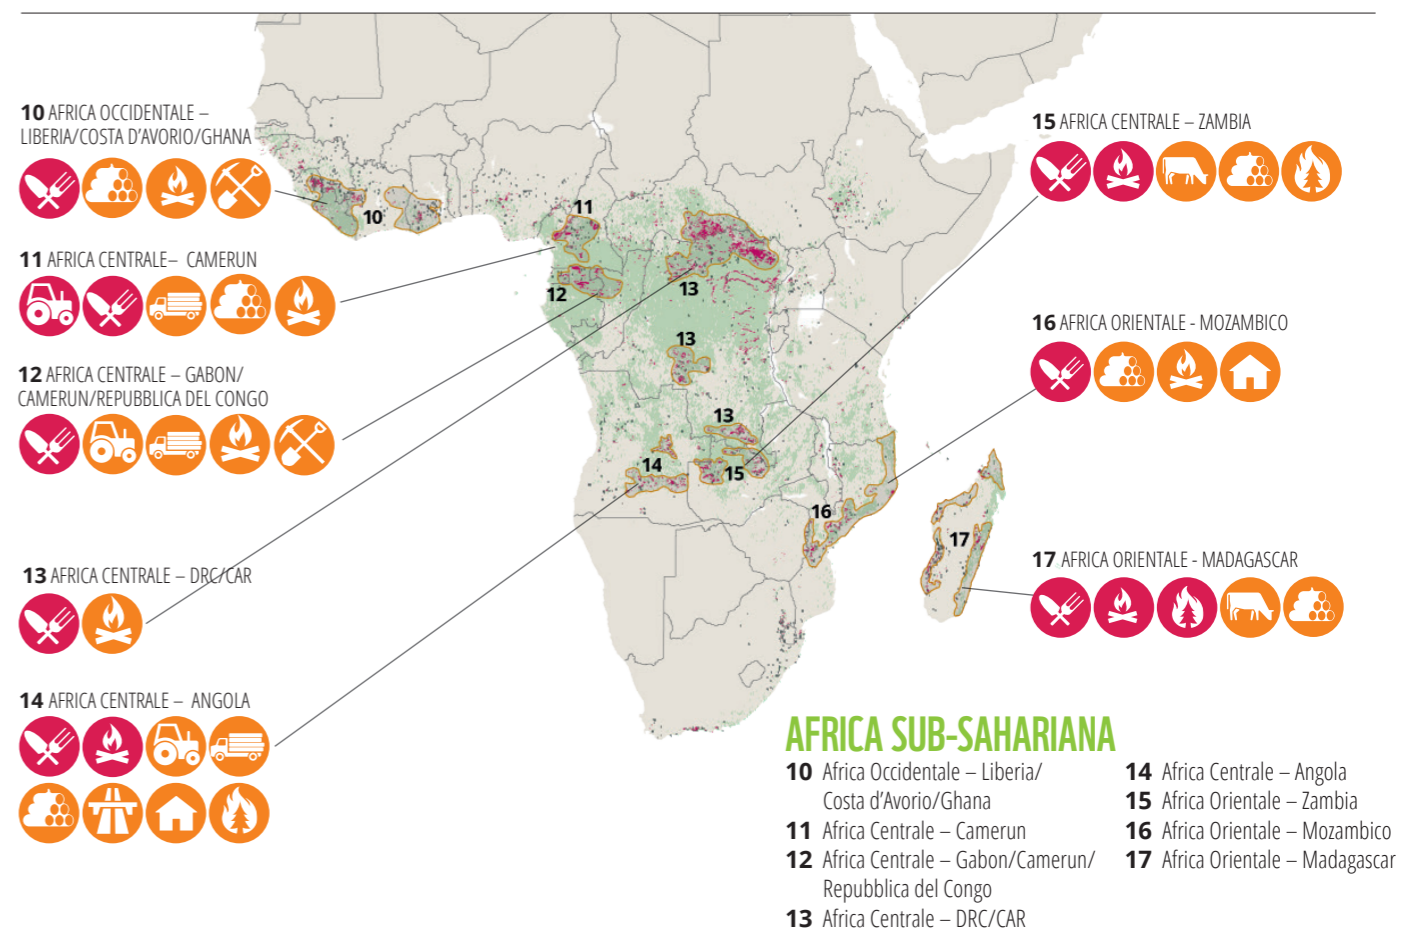 10 AFRICA OCCIDENTALE –
LIBERIA/COSTA D'AVORIO/GHANA
11 AFRICA CENTRALE– CAMERUN
12 AFRICA CENTRALE – GABON/
CAMERUN/REPUBBLICA DEL CONGO
13 AFRICA CENTRALE – DRC/CAR
14 AFRICA CENTRALE – ANGOLA
10
11
12
13
13
13
14
15
16
17
15 AFRICA CENTRALE – ZAMBIA
16 AFRICA ORIENTALE - MOZAMBICO
17 AFRICA ORIENTALE - MADAGASCAR
AFRICA SUB-SAHARIANA
10 Africa Occidentale – Liberia/
Costa d'Avorio/Ghana
11 Africa Centrale – Camerun
12 Africa Centrale – Gabon/Camerun/
Repubblica del Congo
13 Africa Centrale – DRC/CAR
14 Africa Centrale – Angola
15 Africa Orientale – Zambia
16 Africa Orientale – Mozambico
17 Africa Orientale – Madagascar